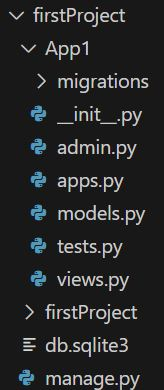 firstProject
App1
migrations
__init__.py
admin.py
apps.py
models.py
tests.py
views.py
firstProject
db.sqlite3
manage.py